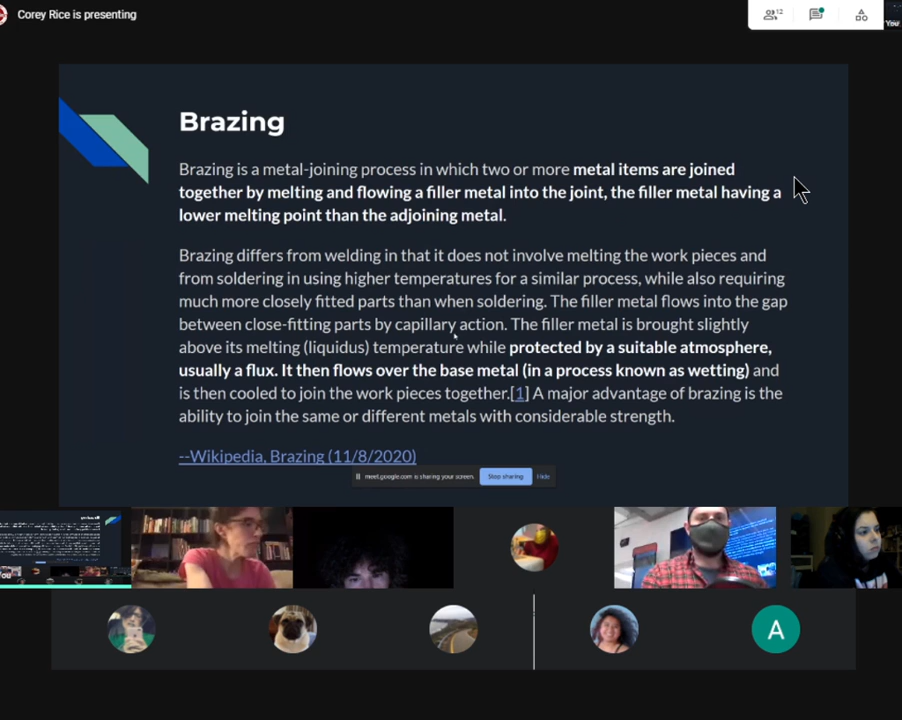 Corey Rice is presenting
12
You
Brazing
Brazing is a metal-joining process in which two or more metal items are joined
together by melting and flowing a filler metal into the joint, the filler metal having a
lower melting point than the adjoining metal.
Brazing differs from welding in that it does not involve melting the work pieces and
from soldering in using higher temperatures for a similar process, while also requiring
much more closely fitted parts than when soldering. The filler metal flows into the gap
between close-fitting parts by capillary action. The filler metal is brought slightly
above its melting (liquidus) temperature while protected by a suitable atmosphere,
usually a flux. It then flows over the base metal (in a process known as wetting) and
is then cooled to join the work pieces together.[1] A major advantage of brazing is the
ability to join the same or different metals with considerable strength.
--Wikipedia, Brazing (11/8/2020)
meet.google.com is sharing your screen.
Stop sharing
Hide
You
A